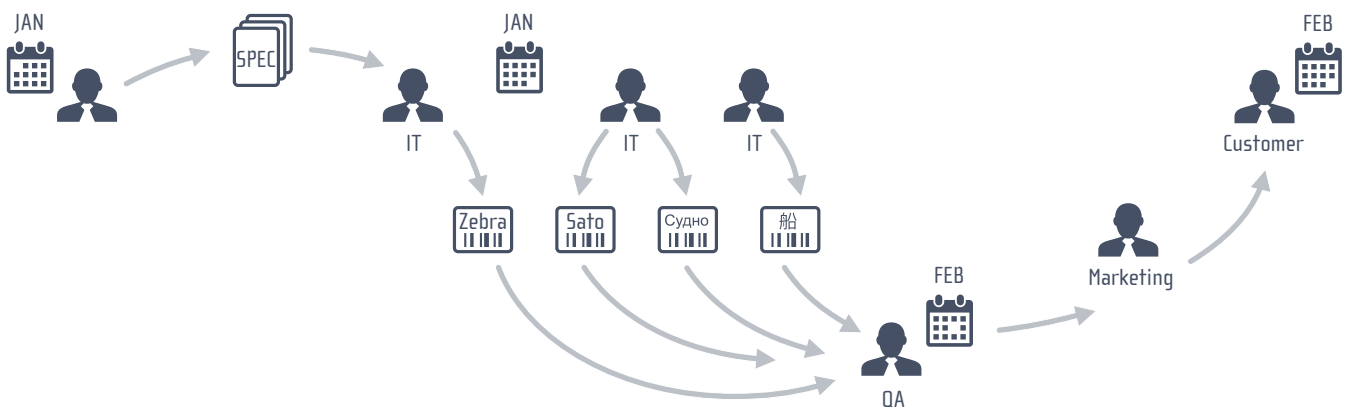 JAN
SPEC
IT
JAN
IT
IT
Zebra
Sato
Судно
船
FEB
QA
Marketing
Customer
FEB